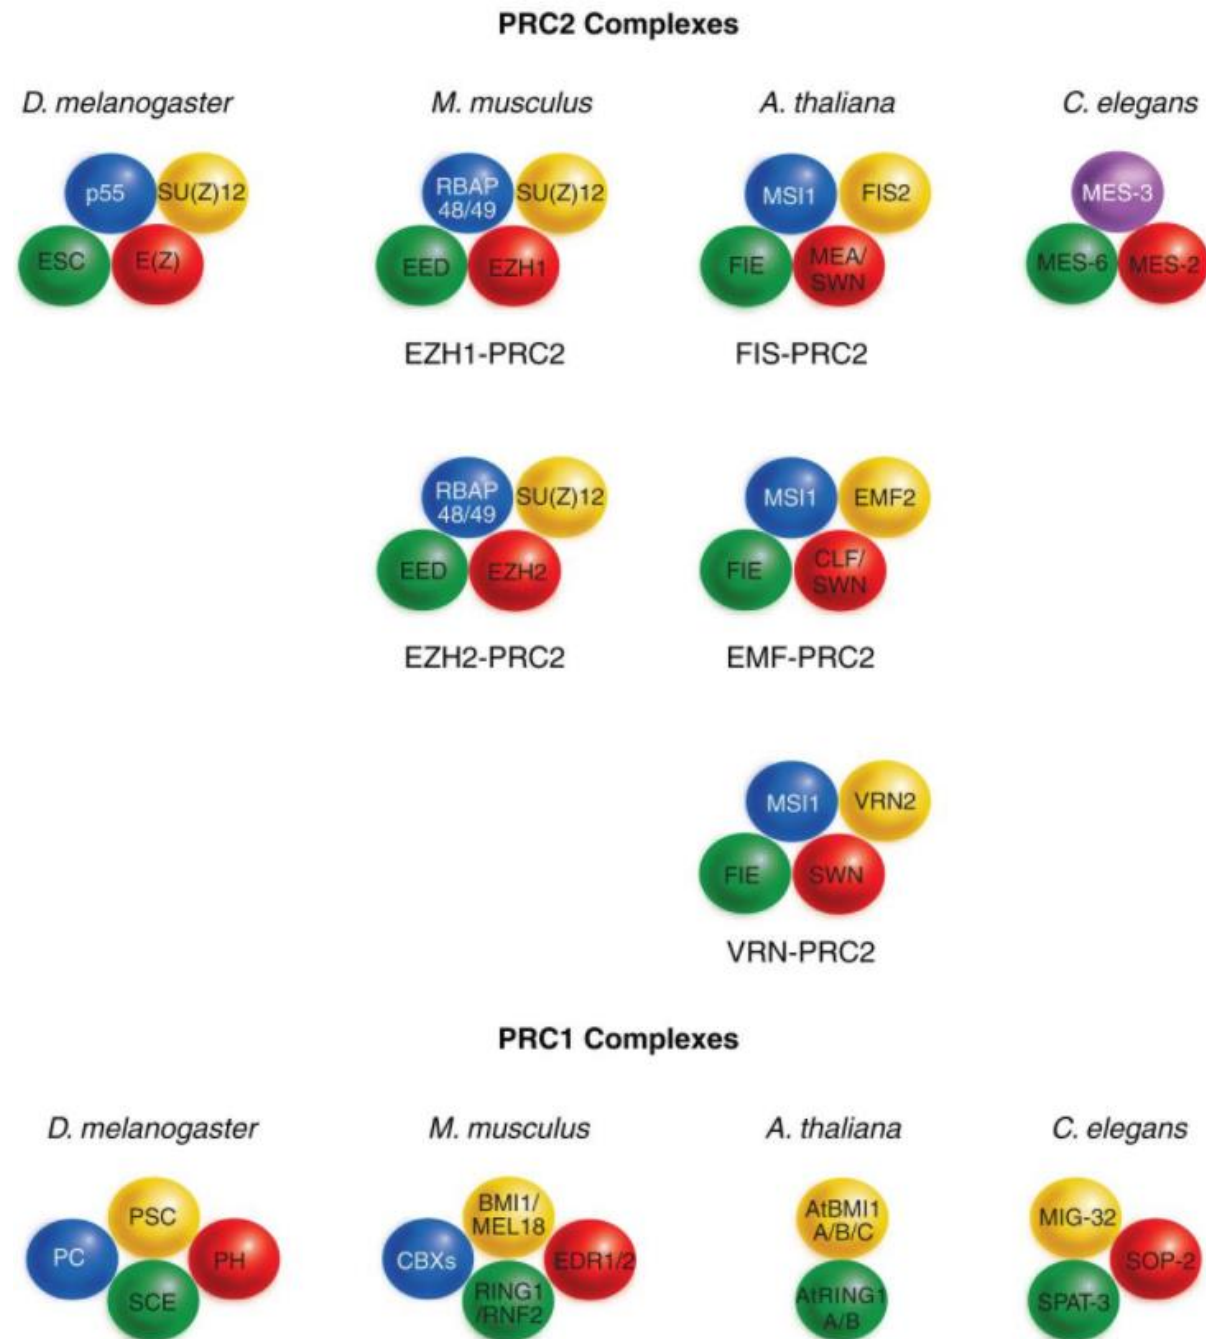 PRC2 Complexes
D. melanogaster
M. musculus
A. thaliana
C. elegans
p55
SU(Z)12
ESC
E(Z)
RBAP
48/49
SU(Z)12
EED
EZH1
EZH1-PRC2
MSI1
FIS2
FIE
MEA/
SWN
FIS-PRC2
MES-3
MES-6
MES-2
RBAP
48/49
SU(Z)12
EED
EZH2
EZH2-PRC2
MSI1
EMF2
FIE
CLF/
SWN
EMF-PRC2
MSI1
VRN2
FIE
SWN
VRN-PRC2
PRC1 Complexes
D. melanogaster
M. musculus
A. thaliana
C. elegans
PSC
PC
PH
SCE
BMI1/
MEL18
CBXs
EDR1/2
RING1
/RNF2
AtBMI1
A/B/C
AtRING1
A/B
MIG-32
SOP-2
SPAT-3